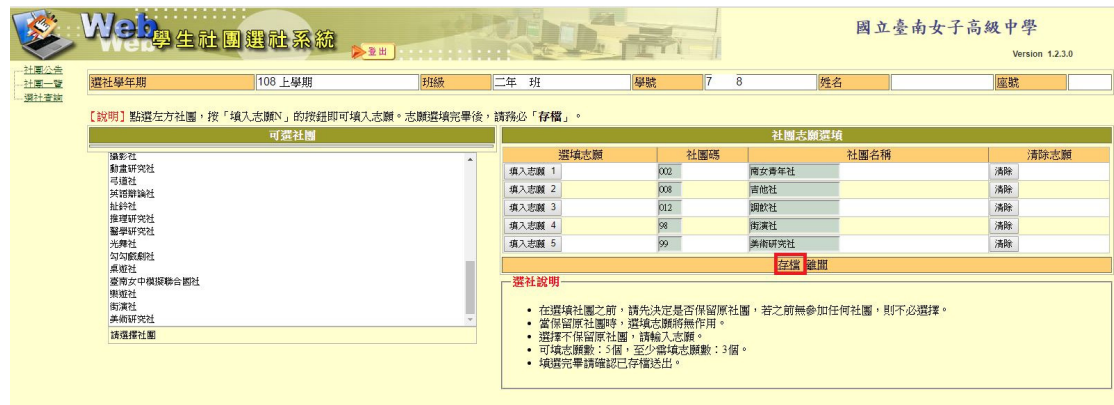 Web學生社團選社系統
登出
國立臺南女子高級中學
Version 1.2.3.0
社團公告
社團一覽
選社查詢
選社學年期 108 上學期 班級 二年 班 學號 7 8 姓名 座號
【說明】點選左方社團，按「填入志願N」的按鈕即可填入志願。志願選填完畢後，請務必「存檔」。
可選社團
攝影社
動畫研究社
弓道社
英語辯論社
扯鈴社
推理研究社
醫學研究社
光舞社
勾勾戲劇社
桌遊社
臺南女中模擬聯合國社
樂遊社
街演社
美術研究社
請選擇社團
社團志願選填
選填志願 社團碼 社團名稱 清除志願
填入志願 1 002 南女青年社 清除
填入志願 2 008 吉他社 清除
填入志願 3 012 調飲社 清除
填入志願 4 98 街演社 清除
填入志願 5 99 美術研究社 清除
存檔 離開
選社說明
• 在選填社團之前，請先決定是否保留原社團，若之前無參加任何社團，則不必選擇。
• 當保留原社團時，選填志願將無作用。
• 選擇不保留原社團，請輸入志願。
• 可填志願數：5個，至少需填志願數：3個。
• 填選完畢請確認已存檔送出。